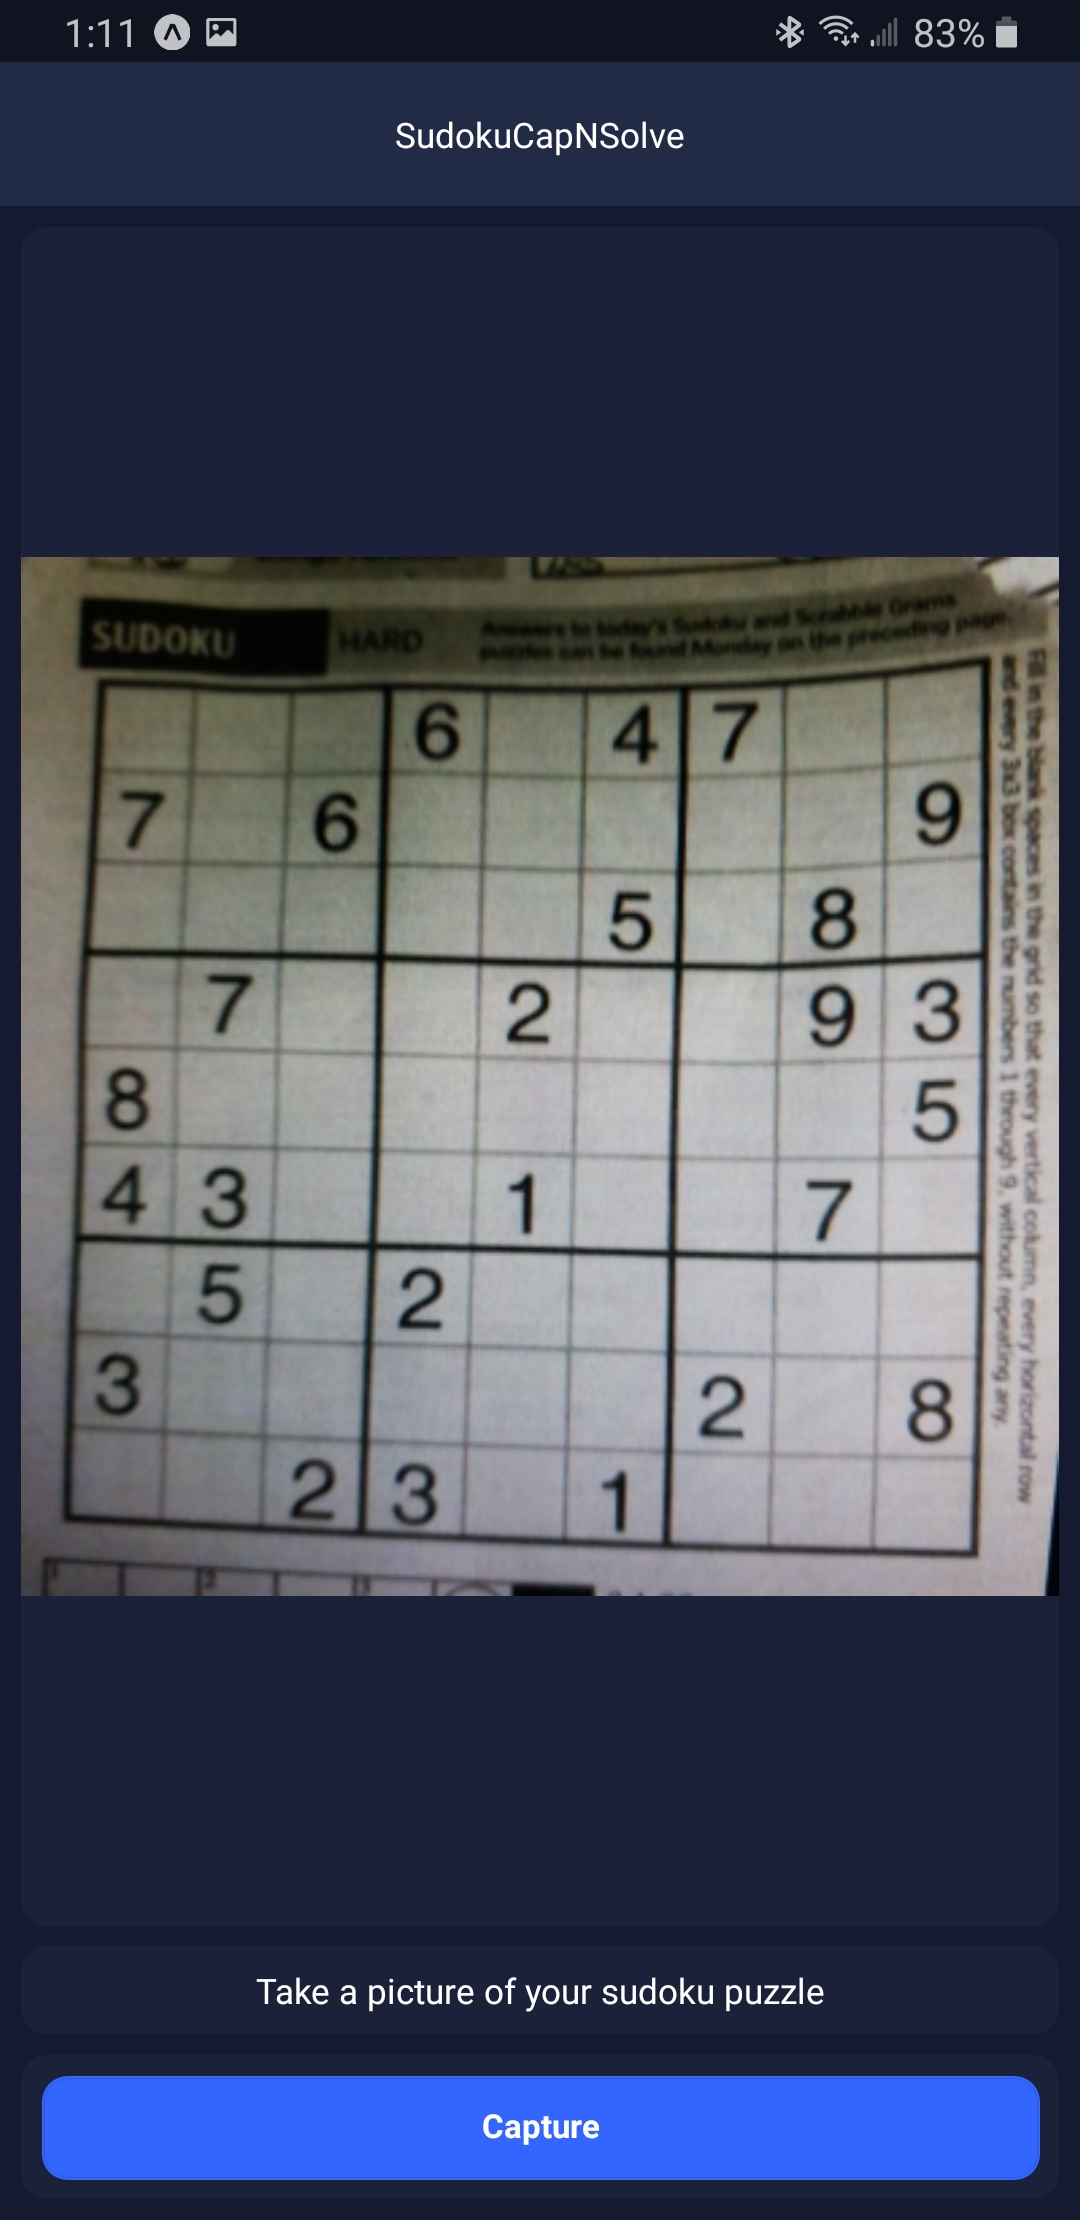 1:11 83%
SudokuCapNSolve
SUDOKU HARD
Answers to today's Sudoku and Scrabble Grams
puzzles can be found Monday on the preceding page.
Fill in the blank spaces in the grid so that every vertical column, every horizontal row
and every 3x3 box contains the numbers 1 through 9, without repeating any.
6 4 7
7 6 9
5 8
7 2 9 3
8 5
4 3 1 7
5 2
3 2 8
2 3 1
Take a picture of your sudoku puzzle
Capture